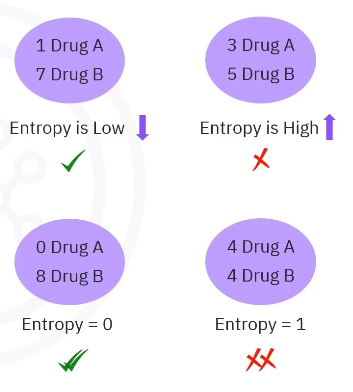 1 Drug A
7 Drug B
Entropy is Low
3 Drug A
5 Drug B
Entropy is High
0 Drug A
8 Drug B
Entropy = 0
4 Drug A
4 Drug B
Entropy = 1